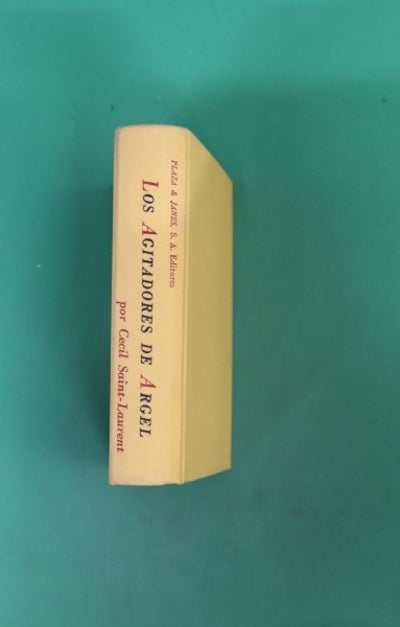 PLAZA & JANES, S. A. Editores
LOS AGITADORES DE ARGEL
por Cecil Saint-Laurent